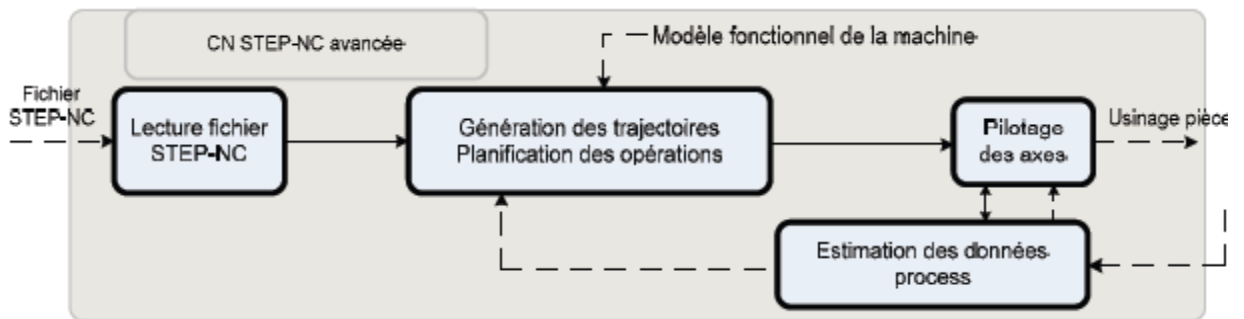 CN STEP-NC avancée
Modèle fonctionnel de la machine
Fichier
STEP-NC
Lecture fichier
STEP-NC
Génération des trajectoires
Planification des opérations
Pilotage
des axes
Usinage pièce
Estimation des données
process